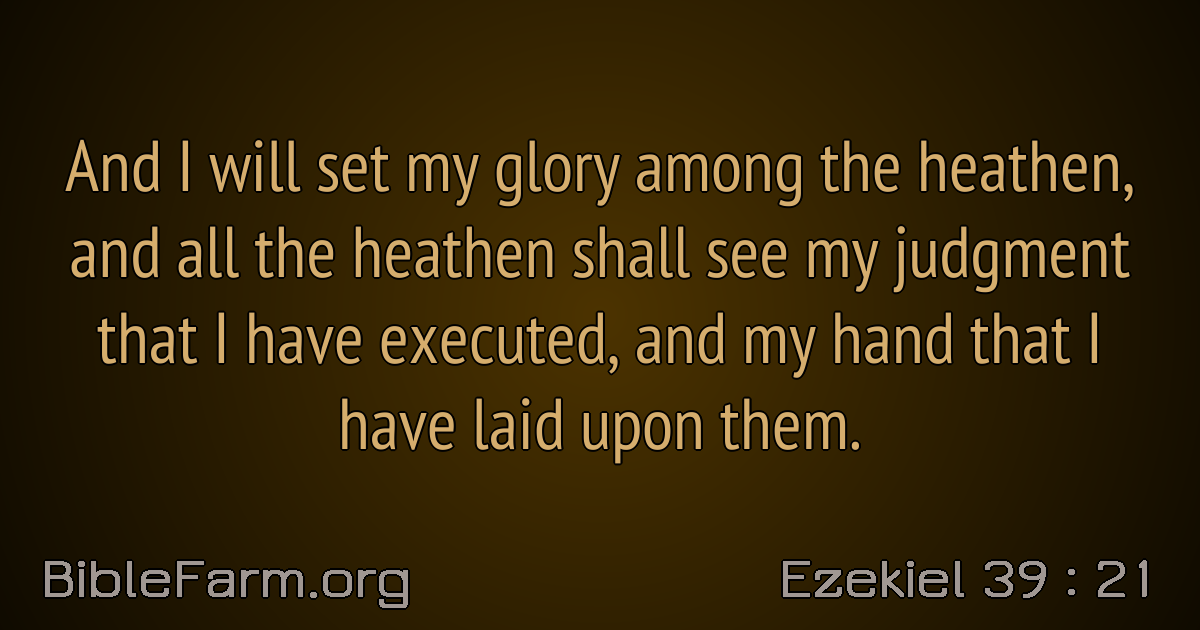 And I will set my glory among the heathen,
and all the heathen shall see my judgment
that I have executed, and my hand that I
have laid upon them.
BibleFarm.org
Ezekiel 39 : 21